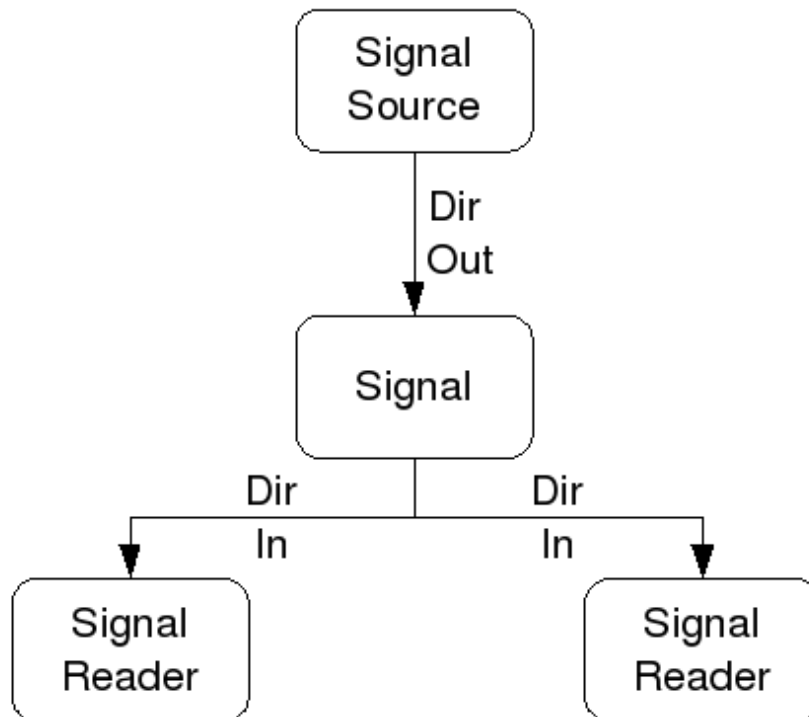 Signal
Source
Dir
Out
Signal
Dir
In
Dir
In
Signal
Reader
Signal
Reader